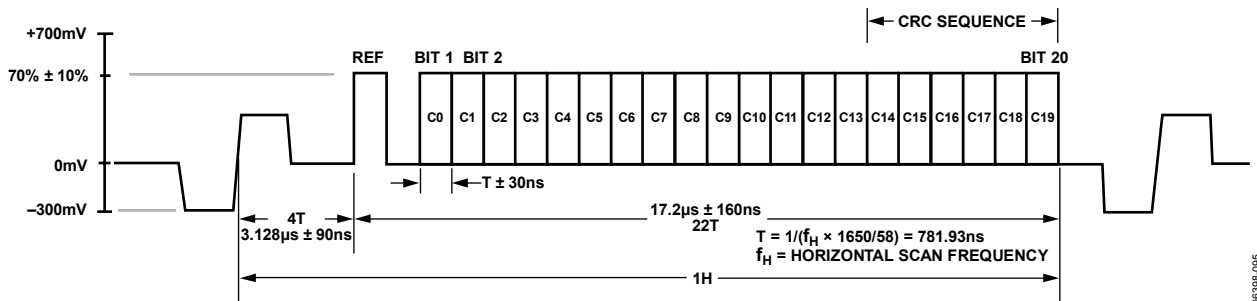 +700mV
CRC SEQUENCE
REF
BIT 1
BIT 2
BIT 20
70% ± 10%
C0
C1
C2
C3
C4
C5
C6
C7
C8
C9
C10
C11
C12
C13
C14
C15
C16
C17
C18
C19
0mV
T ± 30ns
–300mV
4T
3.128µs ± 90ns
17.2µs ± 160ns
22T
T = 1/(fH × 1650/58) = 781.93ns
fH = HORIZONTAL SCAN FREQUENCY
1H
06398-095